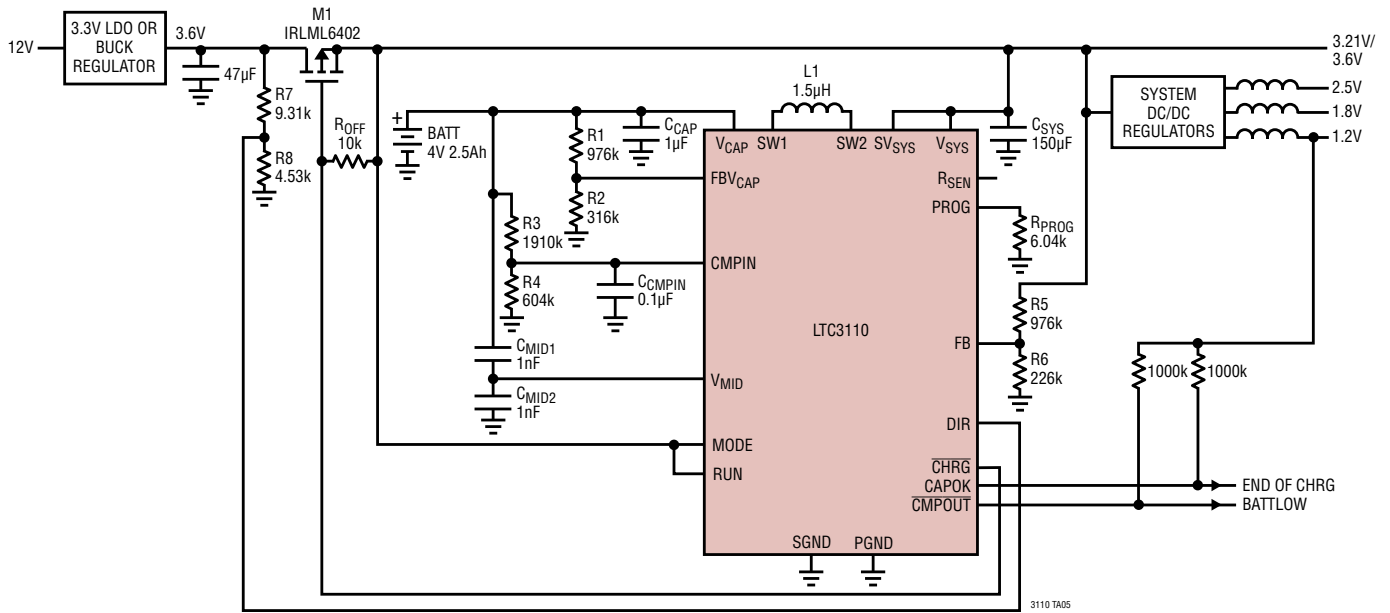 12V
3.3V LDO OR
BUCK
REGULATOR
3.6V
M1
IRLML6402
47µF
R7
9.31k
R8
4.53k
R_OFF
10k
+
BATT
4V 2.5Ah
R1
976k
R2
316k
C_CAP
1µF
R3
1910k
R4
604k
C_CMPIN
0.1µF
C_MID1
1nF
C_MID2
1nF
L1
1.5µH
V_CAP
SW1
SW2
SV_SYS
V_SYS
FBV_CAP
CMPIN
V_MID
MODE
RUN
LTC3110
SGND
PGND
R_SEN
PROG
FB
DIR
CHRG
CAPOK
CMPOUT
C_SYS
150µF
R_PROG
6.04k
R5
976k
R6
226k
SYSTEM
DC/DC
REGULATORS
3.21V/
3.6V
2.5V
1.8V
1.2V
1000k
1000k
END OF CHRG
BATTLOW
3110 TA05